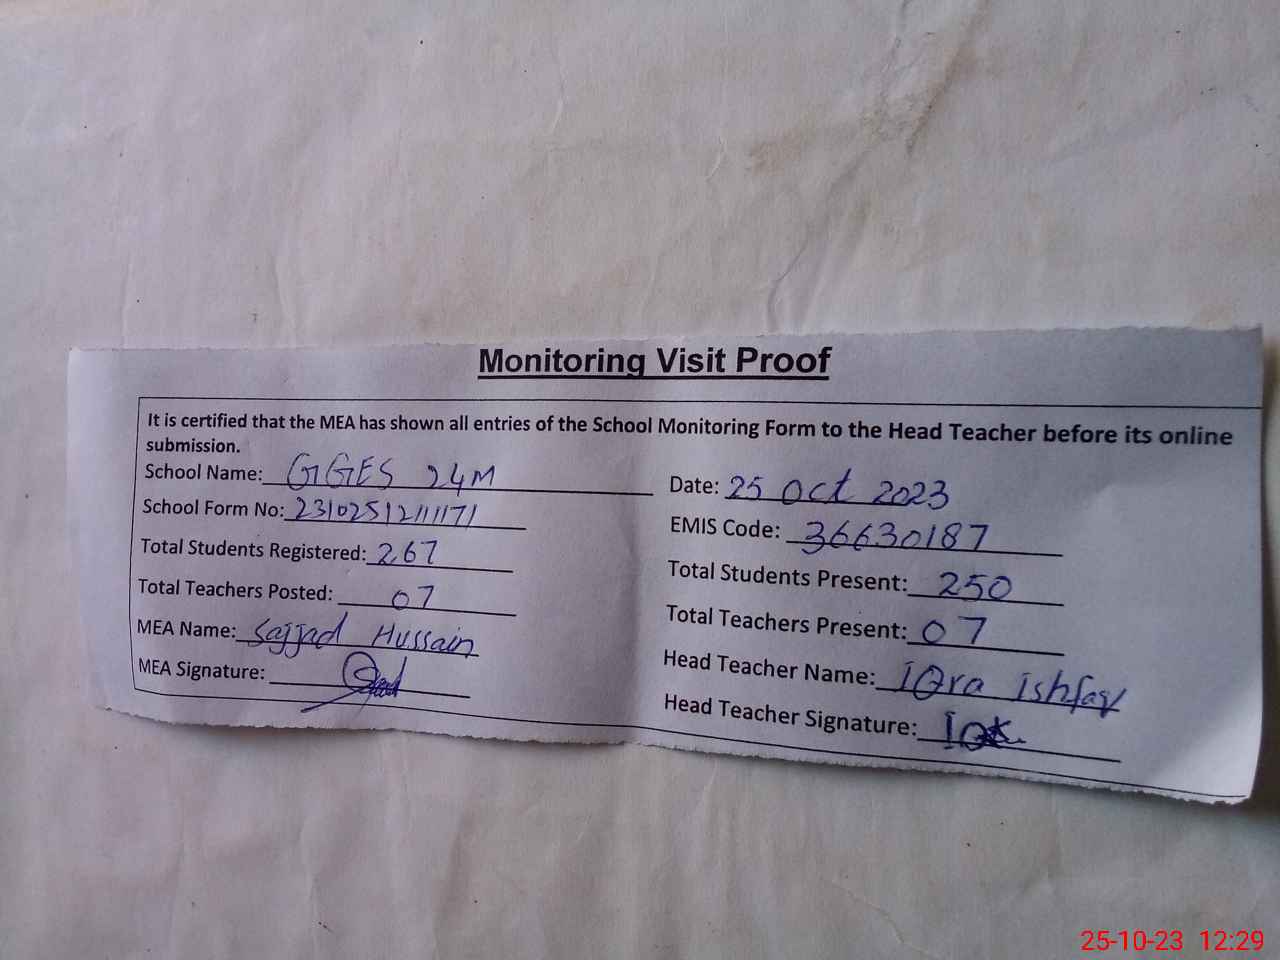 Monitoring Visit Proof
It is certified that the MEA has shown all entries of the School Monitoring Form to the Head Teacher before its online
submission.
School Name: GGES 24M
Date: 25 Oct 2023
School Form No: 231025121171
EMIS Code: 36630187
Total Students Registered: 267
Total Students Present: 250
Total Teachers Posted: 07
Total Teachers Present: 07
MEA Name: Sajjad Hussain
Head Teacher Name: iQra ishfaq
MEA Signature:
Head Teacher Signature:
25-10-23 12:29